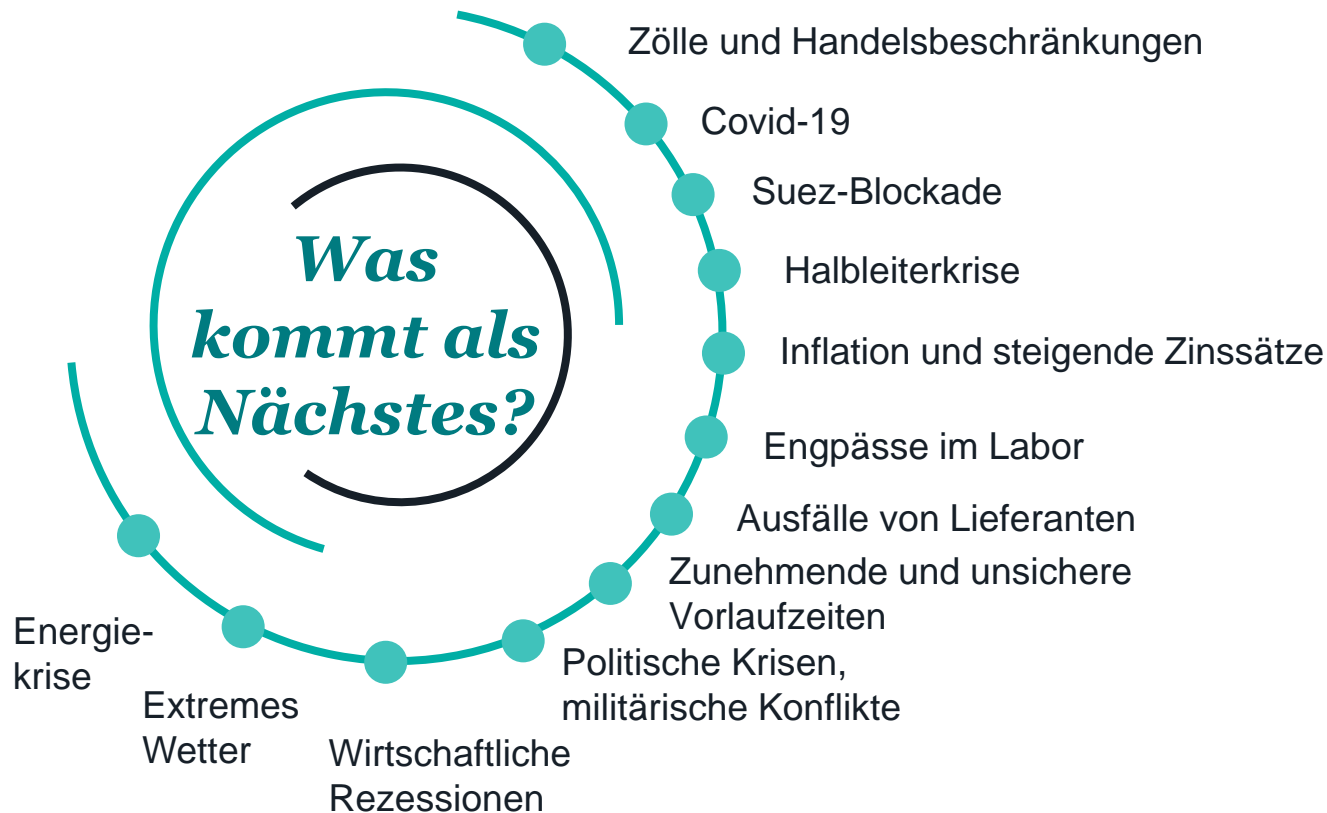 Was
kommt als
Nächstes?
Zölle und Handelsbeschränkungen
Covid-19
Suez-Blockade
Halbleiterkrise
Inflation und steigende Zinssätze
Engpässe im Labor
Ausfälle von Lieferanten
Zunehmende und unsichere
Vorlaufzeiten
Politische Krisen,
militärische Konflikte
Wirtschaftliche
Rezessionen
Extremes
Wetter
Energie-
krise